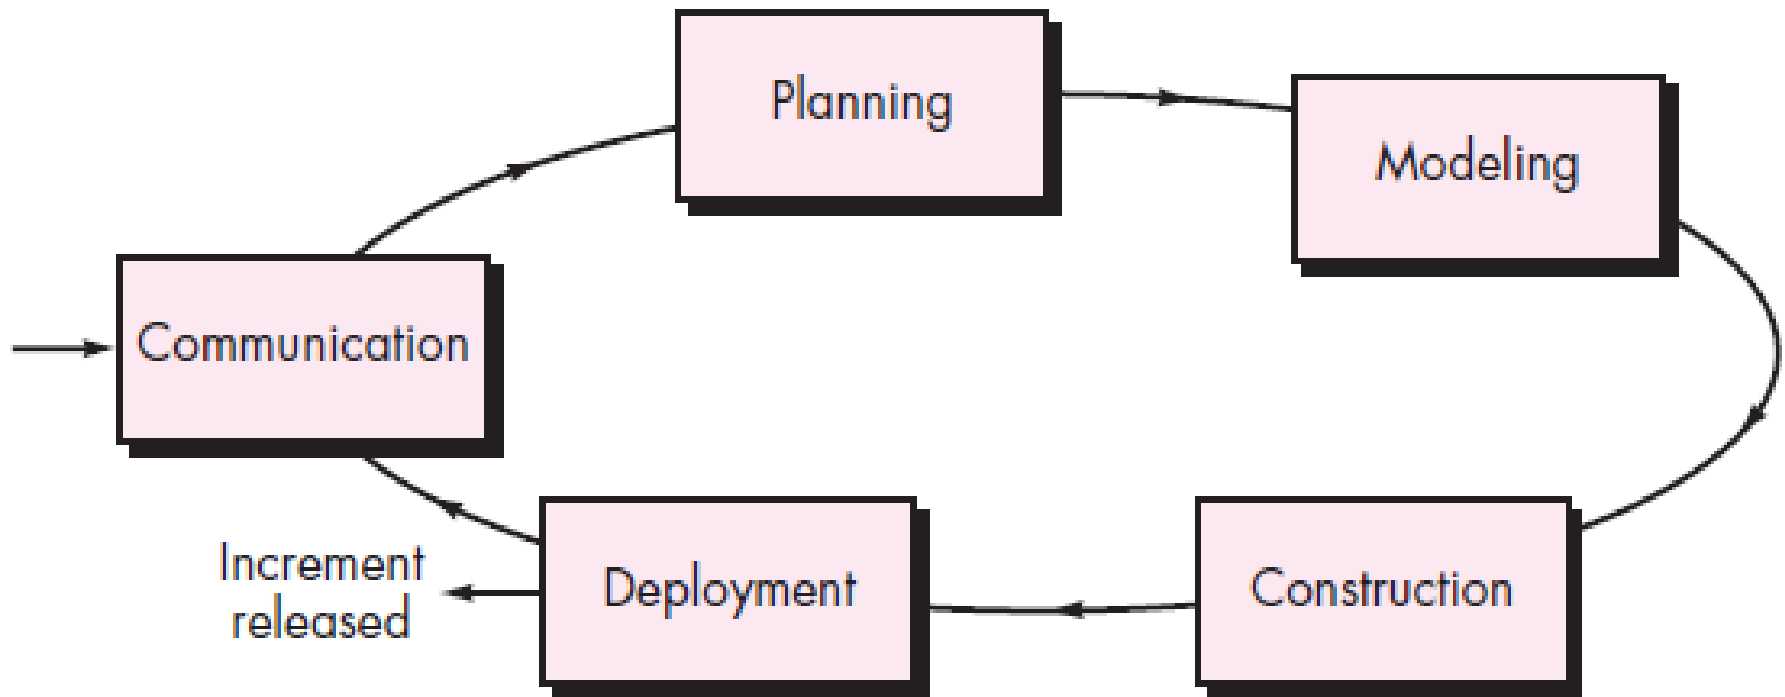 Planning
Modeling
Communication
Increment
released
Deployment
Construction